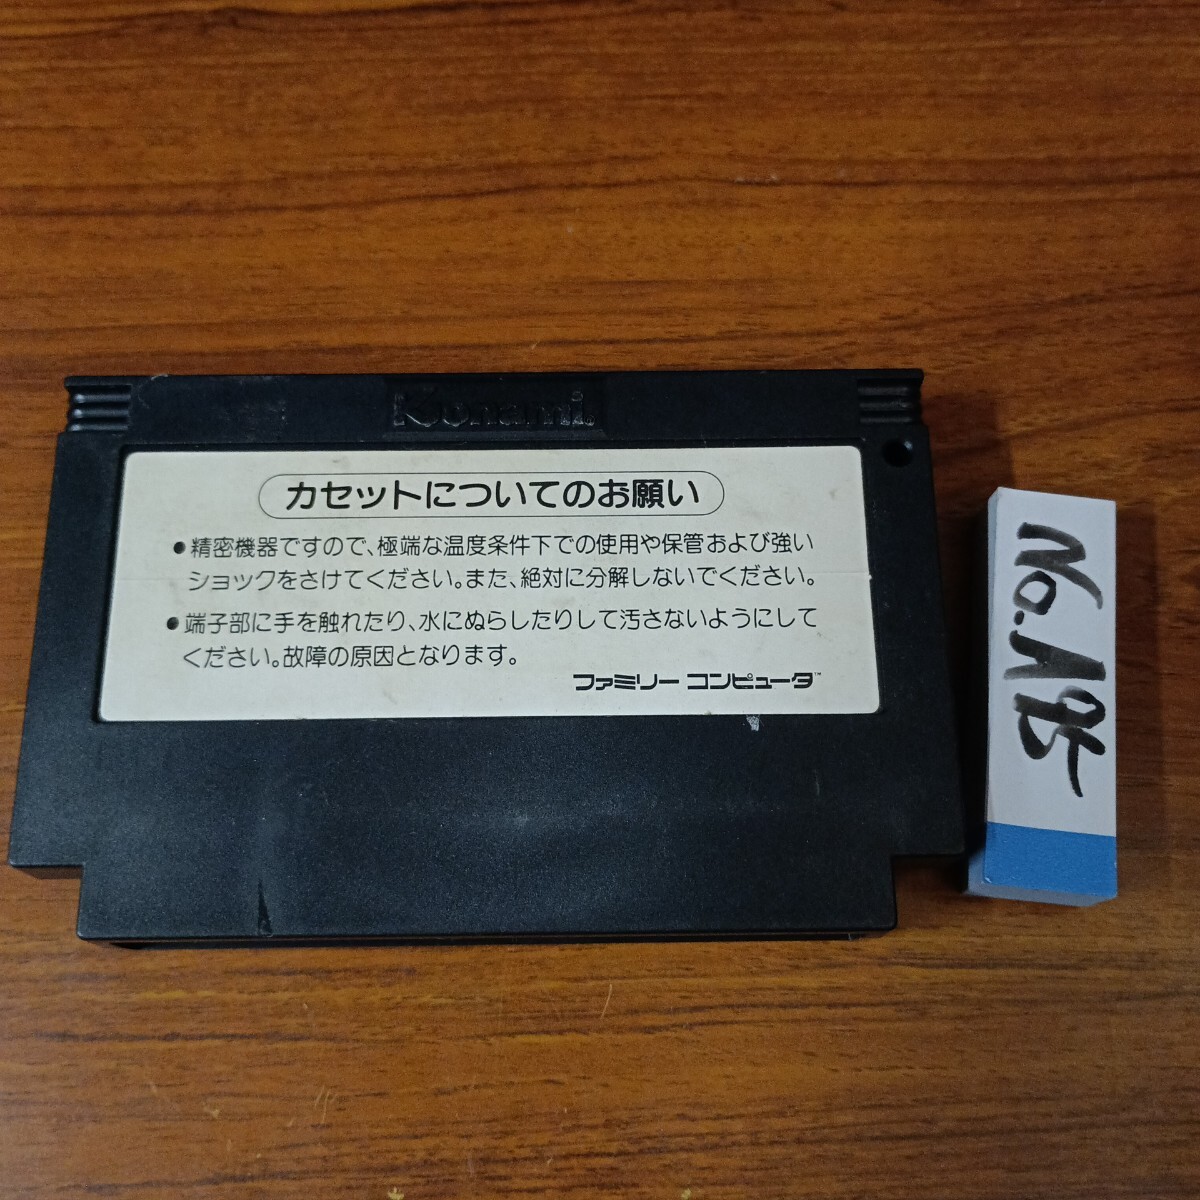 Konami
カセットについてのお願い
●精密機器ですので、極端な温度条件下での使用や保管および強い
ショックをさけてください。また、絶対に分解しないでください。
●端子部に手を触れたり、水にぬらしたりして汚さないようにして
ください。故障の原因となります。
ファミリー コンピュータ™
No.A95